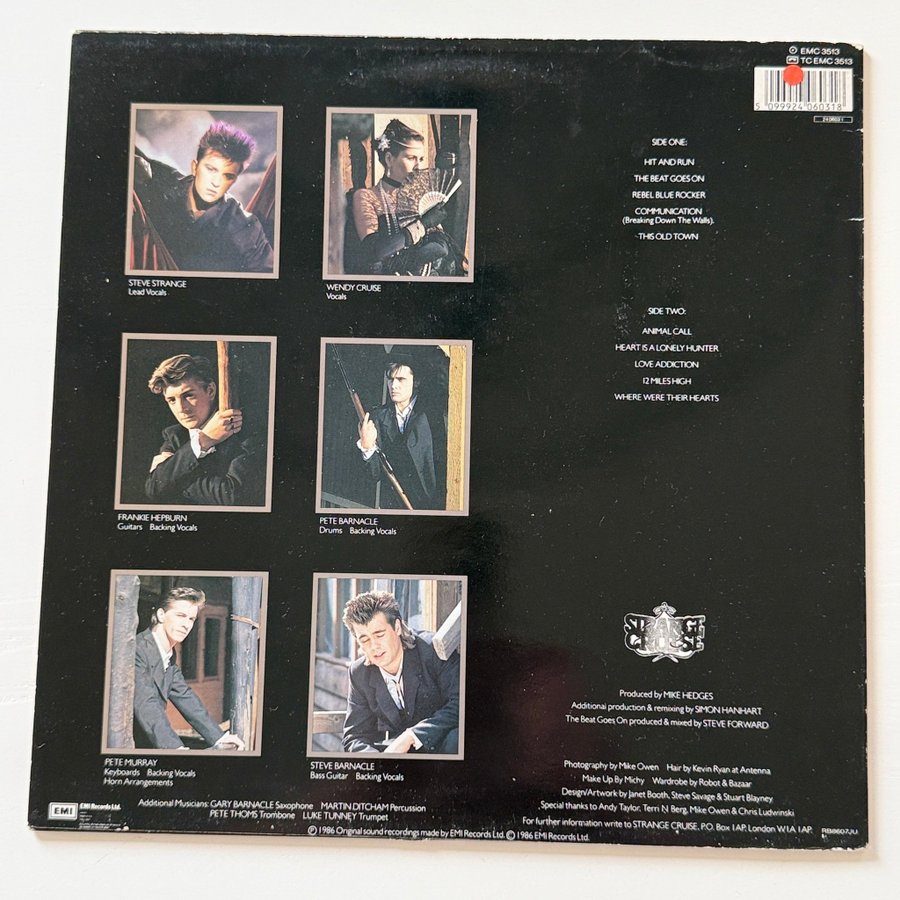 EMC 3513
TC EMC 3513
5 099924 060318
SIDE ONE:
HIT AND RUN
THE BEAT GOES ON
REBEL BLUE ROCKER
COMMUNICATION
(Breaking Down The Walls).
THIS OLD TOWN
SIDE TWO:
ANIMAL CALL
HEART IS A LONELY HUNTER
LOVE ADDICTION
12 MILES HIGH
WHERE WERE THEIR HEARTS
STEVE STRANGE
Lead Vocals
WENDY CRUISE
Vocals
FRANKIE HEPBURN
Guitars Backing Vocals
PETE BARNACLE
Drums Backing Vocals
PETE MURRAY
Keyboards Backing Vocals
Horn Arrangements
STEVE BARNACLE
Bass Guitar Backing Vocals
STRANGE
CRUISE
Produced by MIKE HEDGES
Additional production & remixing by SIMON HANHART
The Beat Goes On produced & mixed by STEVE FORWARD
Photography by Mike Owen Hair by Kevin Ryan at Antenna
Make Up By Michy Wardrobe by Robot & Bazaar
Design/Artwork by Janet Booth, Steve Savage & Stuart Blayney
Special thanks to Andy Taylor, Terri N Berg, Mike Owen & Chris Ludwinski
For further information write to STRANGE CRUISE, P.O. Box 1AP, London W1A 1AP.
EMI
EMI Records Ltd.
Additional Musicians: GARY BARNACLE Saxophone MARTIN DITCHAM Percussion
PETE THOMS Trombone LUKE TUNNEY Trumpet
℗ 1986 Original sound recordings made by EMI Records Ltd. © 1986 EMI Records Ltd.